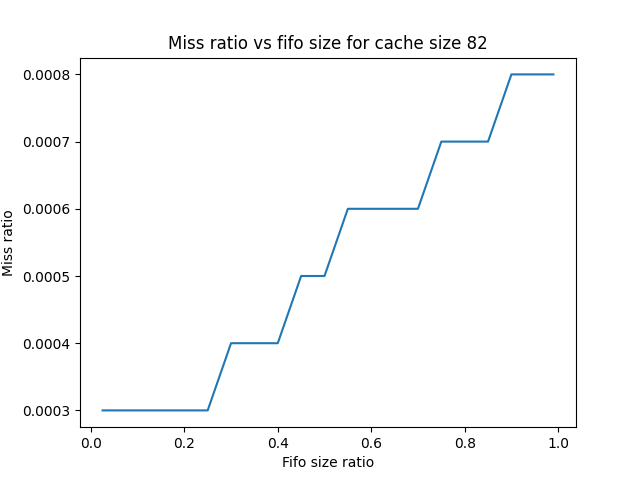 Miss ratio vs fifo size for cache size 82
0.0008
0.0007
0.0006
0.0005
0.0004
0.0003
Miss ratio
0.0 0.2 0.4 0.6 0.8 1.0
Fifo size ratio